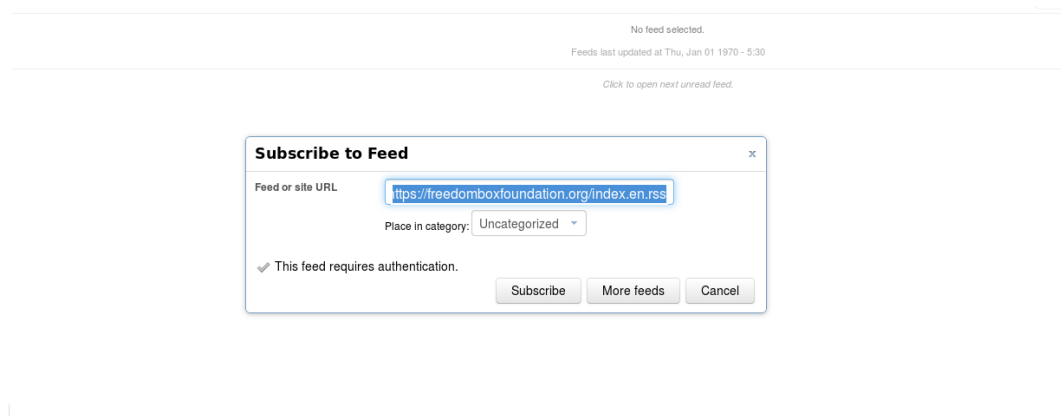 No feed selected.
Feeds last updated at Thu, Jan 01 1970 - 5:30
Click to open next unread feed.
Subscribe to Feed x
Feed or site URL https://freedomboxfoundation.org/index.en.rss
Place in category: Uncategorized
This feed requires authentication.
Subscribe More feeds Cancel